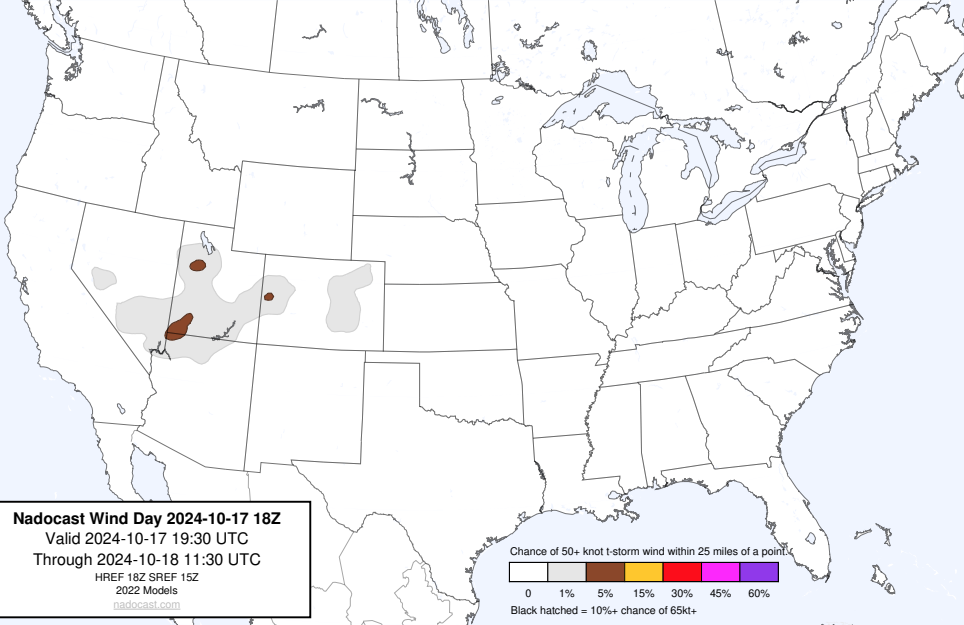 Nadocast Wind Day 2024-10-17 18Z
Valid 2024-10-17 19:30 UTC
Through 2024-10-18 11:30 UTC
HREF 18Z SREF 15Z
2022 Models
nadocast.com
Chance of 50+ knot t-storm wind within 25 miles of a point.
0 1% 5% 15% 30% 45% 60%
Black hatched = 10%+ chance of 65kt+